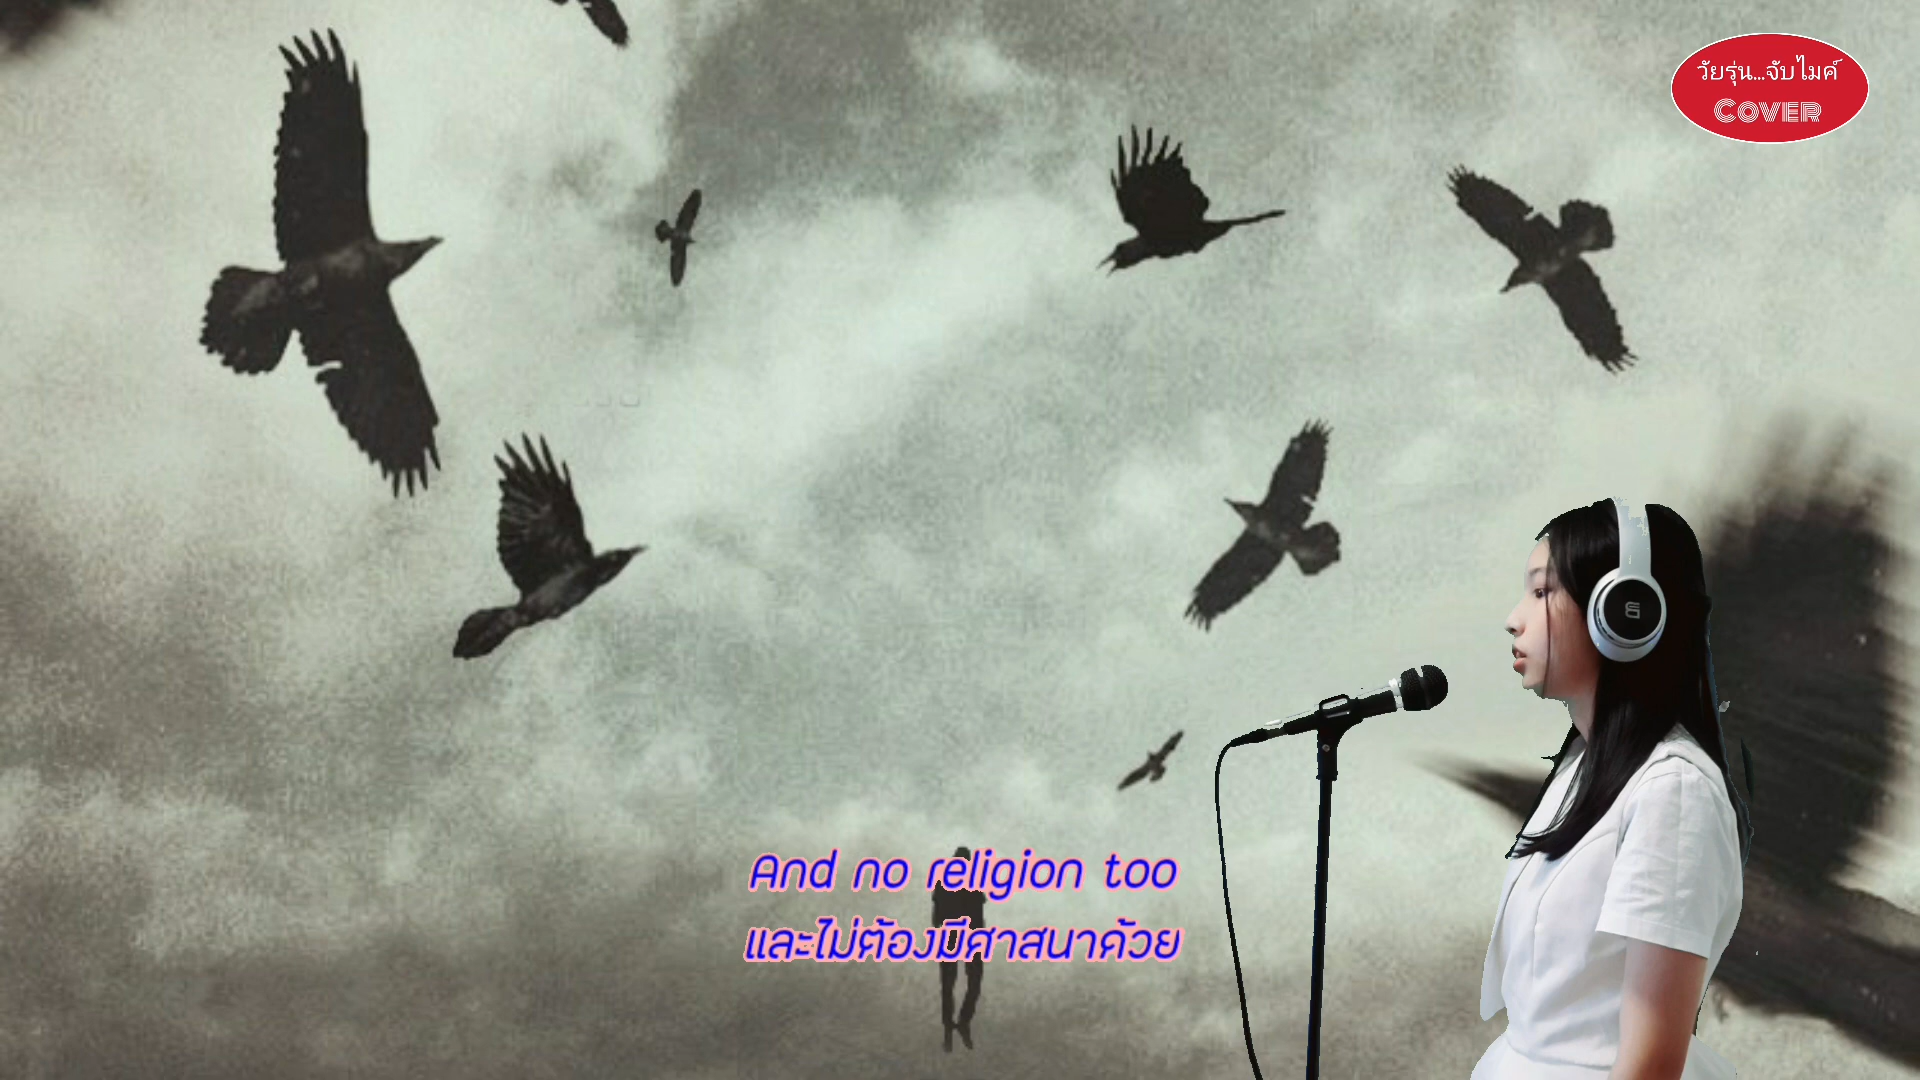 วัยรุ่น...จับไมค์
COVER
And no religion too
และไม่ต้องมีศาสนาด้วย